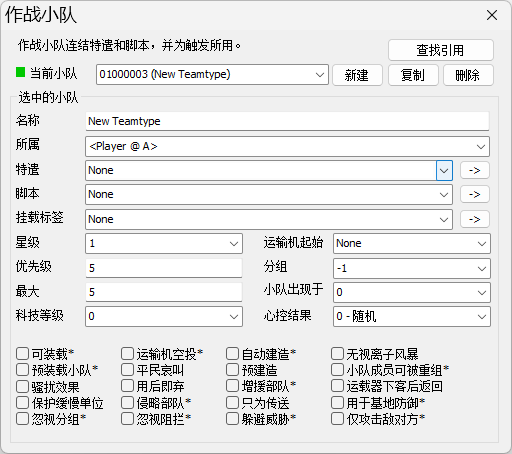 作战小队
作战小队连结特遣和脚本，并为触发所用。
查找引用
当前小队 01000003 (New Teamtype) 新建 复制 删除
选中的小队
名称 New Teamtype
所属 <Player @ A>
特遣 None ->
脚本 None ->
挂载标签 None ->
星级 1 运输机起始 None
优先级 5 分组 -1
最大 5 小队出现于 0
科技等级 0 心控结果 0 - 随机
可装载* 运输机空投* 自动建造* 无视离子风暴
预装载小队* 平民哀叫 预建造 小队成员可被重组*
骚扰效果 用后即弃 增援部队* 运载器下客后返回
保护缓慢单位 侵略部队* 只为传送 用于基地防御*
忽视分组* 忽视阻拦* 躲避威胁* 仅攻击敌对方*